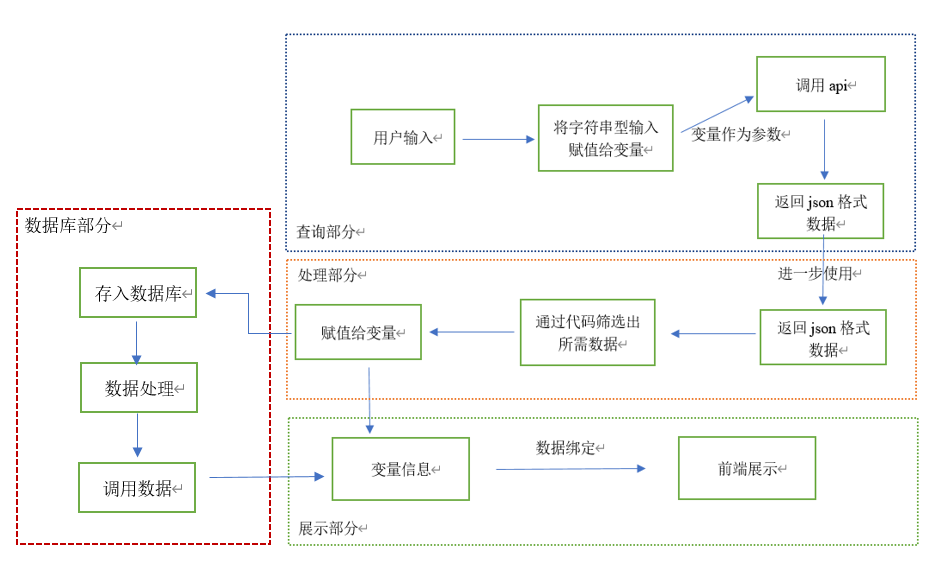 调用 api
用户输入
将字符串型输入
赋值给变量
变量作为参数
返回 json 格式
数据
查询部分
数据库部分
处理部分
进一步使用
存入数据库
赋值给变量
通过代码筛选出
所需数据
返回 json 格式
数据
数据处理
调用数据
变量信息
数据绑定
前端展示
展示部分